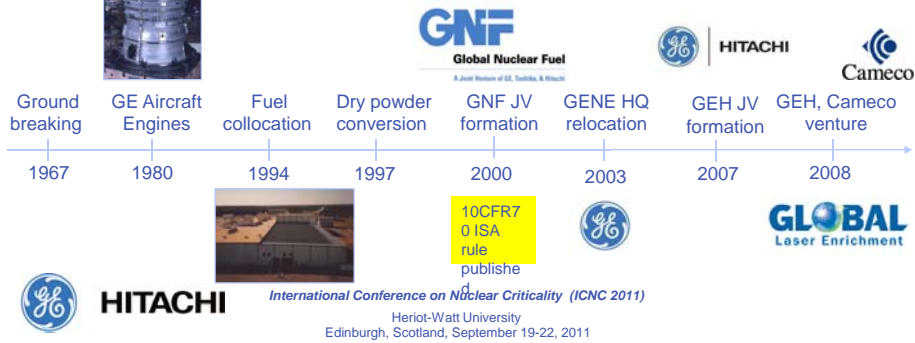 GNF
Global Nuclear Fuel
A Joint Venture of GE, Toshiba, & Hitachi
GE HITACHI
Cameco
Ground breaking
GE Aircraft Engines
Fuel collocation
Dry powder conversion
GNF JV formation
GENE HQ relocation
GEH JV formation
GEH, Cameco venture
1967
1980
1994
1997
2000
2003
2007
2008
10CFR7
0 ISA
rule
publishe
d
GE
GLOBAL
Laser Enrichment
GE HITACHI
International Conference on Nuclear Criticality (ICNC 2011)
Heriot-Watt University
Edinburgh, Scotland, September 19-22, 2011